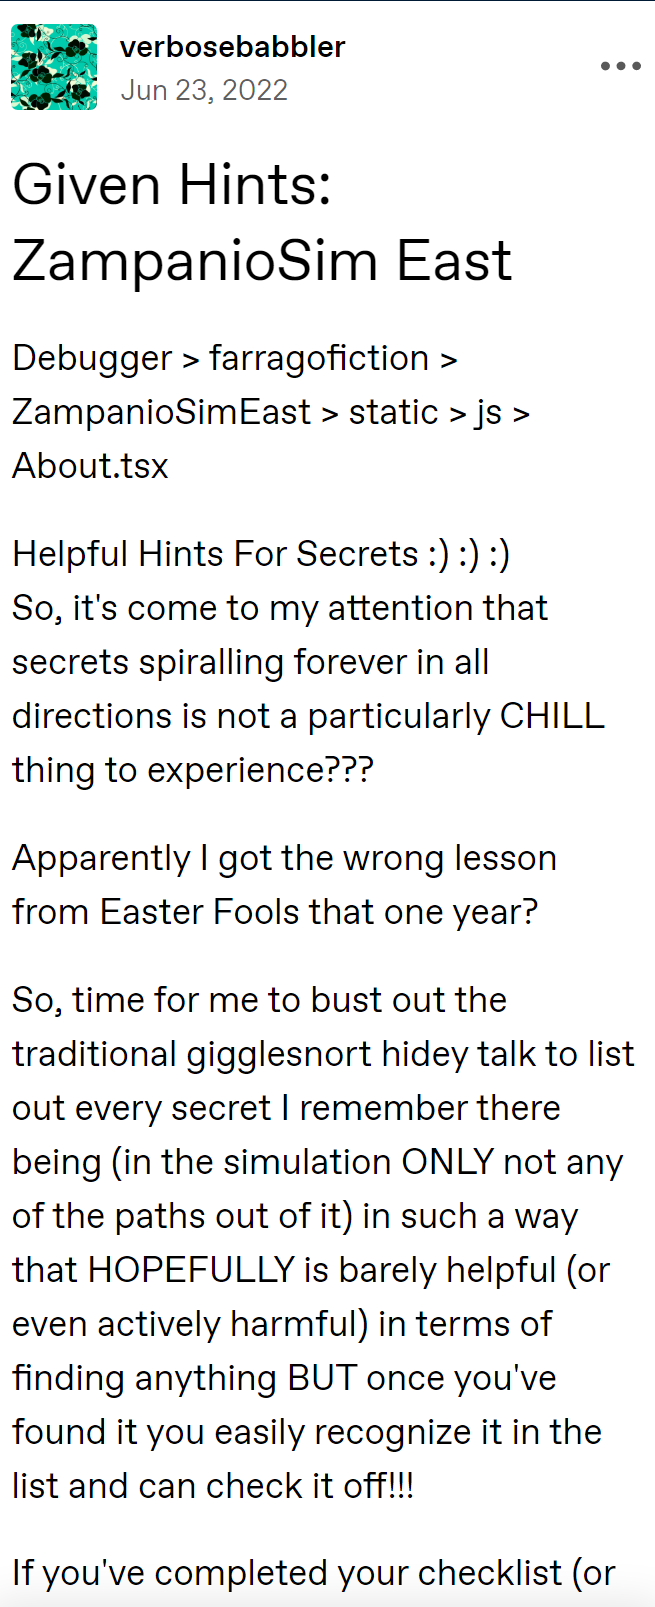 verbosebabbler
Jun 23, 2022
Given Hints:
ZampanioSim East
Debugger > farragofiction >
ZampanioSimEast > static > js >
About.tsx
Helpful Hints For Secrets :) :) :)
So, it's come to my attention that
secrets spiralling forever in all
directions is not a particularly CHILL
thing to experience???
Apparently I got the wrong lesson
from Easter Fools that one year?
So, time for me to bust out the
traditional gigglesnort hidey talk to list
out every secret I remember there
being (in the simulation ONLY not any
of the paths out of it) in such a way
that HOPEFULLY is barely helpful (or
even actively harmful) in terms of
finding anything BUT once you've
found it you easily recognize it in the
list and can check it off!!!
If you've completed your checklist (or